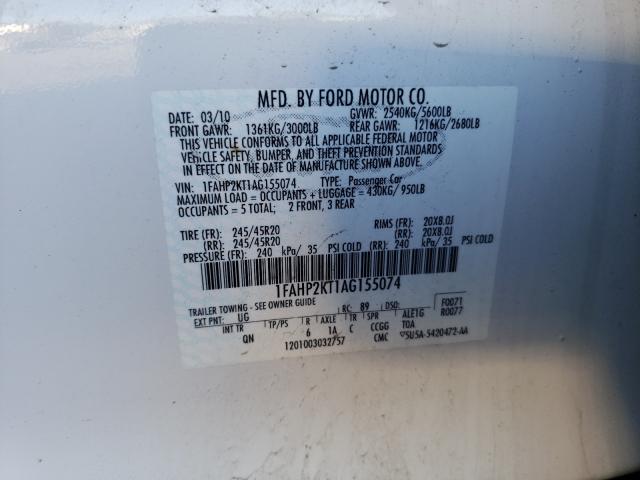 MFD. BY FORD MOTOR CO.
DATE: 03/10 GVWR: 2540KG/5600LB
FRONT GAWR: 1361KG/3000LB REAR GAWR: 1216KG/2680LB
THIS VEHICLE CONFORMS TO ALL APPLICABLE FEDERAL MOTOR
VEHICLE SAFETY, BUMPER, AND THEFT PREVENTION STANDARDS
IN EFFECT ON THE DATE OF MANUFACTURE SHOWN ABOVE.
VIN: 1FAHP2KT1AG155074 TYPE: Passenger Car
MAXIMUM LOAD = OCCUPANTS + LUGGAGE = 430KG/950LB
OCCUPANTS = 5 TOTAL; 2 FRONT, 3 REAR
TIRE (FR): 245/45R20 RIMS (FR): 20X8.0J
(RR): 245/45R20 (RR): 20X8.0J
PRESSURE (FR): 240 kPa/ 35 PSI COLD (RR): 240 kPa/35 PSI COLD
1FAHP2KT1AG155074
TRAILER TOWING - SEE OWNER GUIDE
EXT PNT: UG RC: 89 DSO: F0071
R0077
INT TR TP/PS R AXLE TR SPR ALE1G
QN 6 1A C CCGG TOA
1201003032757 CMC 5U5A-5420472-AA